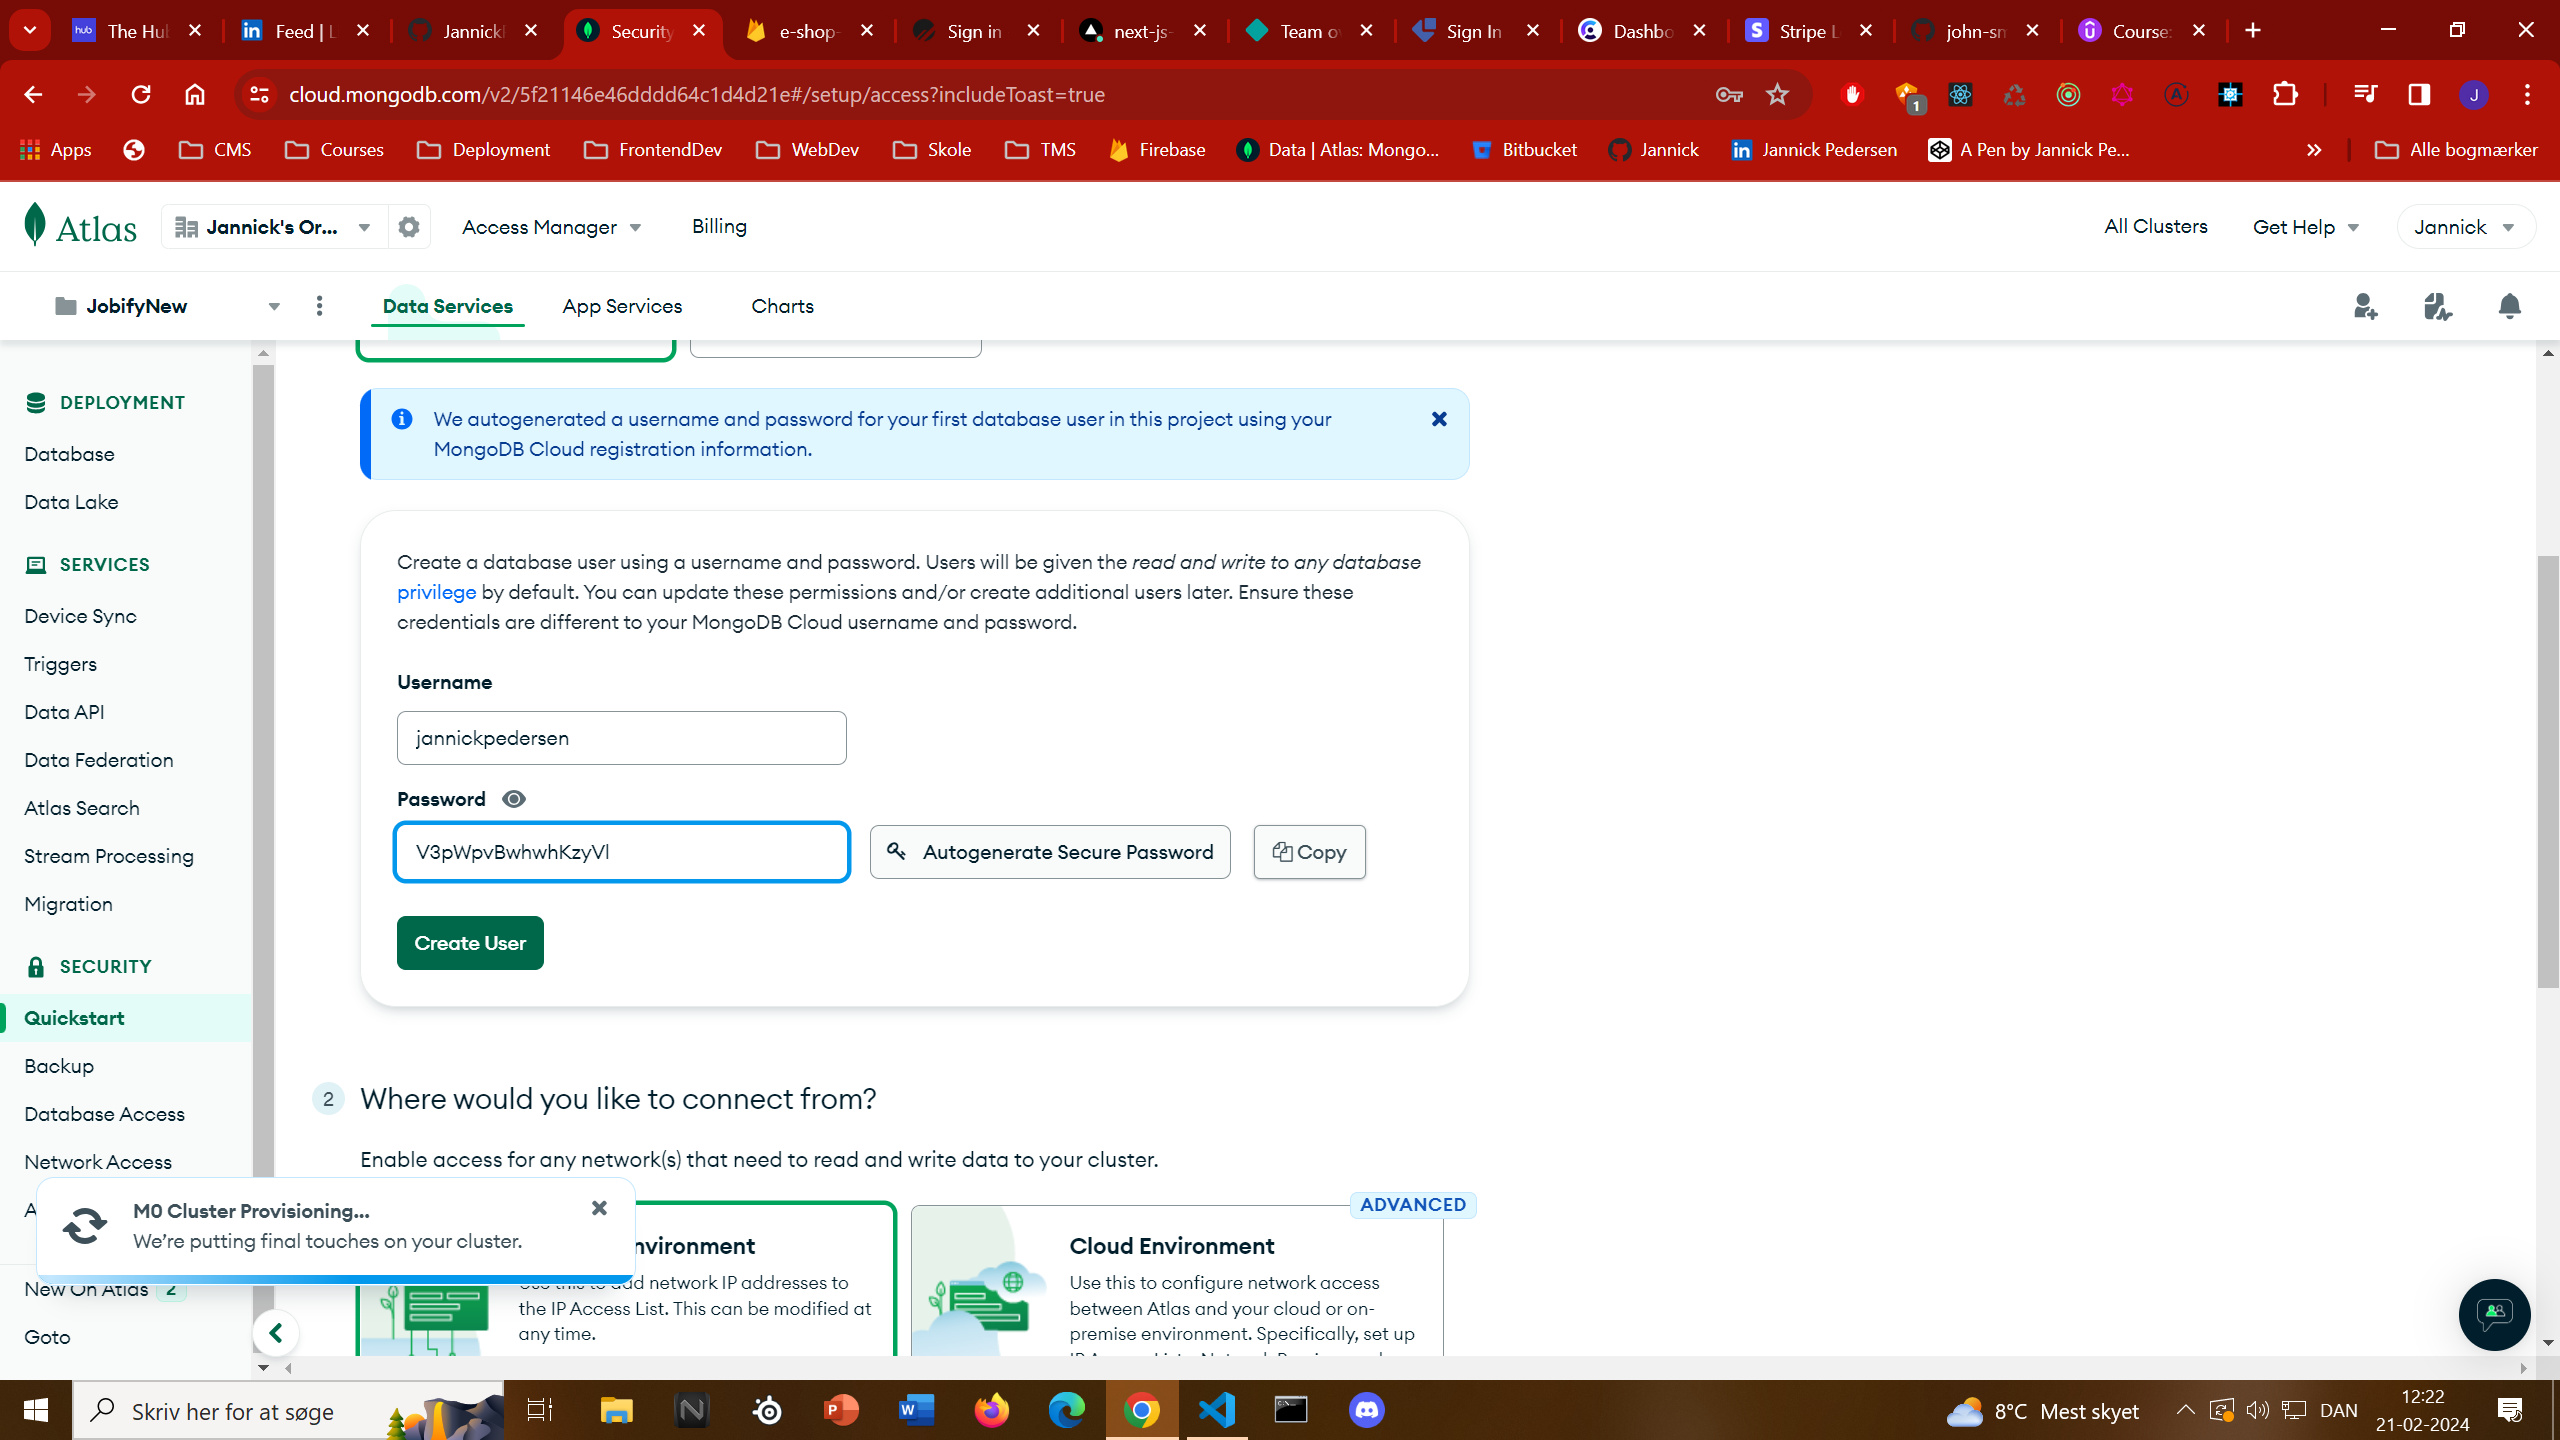 The Hub
Feed | L
Jannickl
Security
e-shop-
Sign in
next-js-
Team o
Sign In
Dashbo
Stripe L
john-sm
Course:
cloud.mongodb.com/v2/5f21146e46dddd64c1d4d21e#/setup/access?includeToast=true
1
J
Apps
CMS
Courses
Deployment
FrontendDev
WebDev
Skole
TMS
Firebase
Data | Atlas: Mongo...
Bitbucket
Jannick
Jannick Pedersen
A Pen by Jannick Pe...
Alle bogmærker
Atlas
Jannick's Or...
Access Manager
Billing
All Clusters
Get Help
Jannick
JobifyNew
Data Services
App Services
Charts
DEPLOYMENT
Database
Data Lake
SERVICES
Device Sync
Triggers
Data API
Data Federation
Atlas Search
Stream Processing
Migration
SECURITY
Quickstart
Backup
Database Access
Network Access
A
New On Atlas 2
Goto
We autogenerated a username and password for your first database user in this project using your
MongoDB Cloud registration information.
Create a database user using a username and password. Users will be given the read and write to any database
privilege by default. You can update these permissions and/or create additional users later. Ensure these
credentials are different to your MongoDB Cloud username and password.
Username
jannickpedersen
Password
V3pWpvBwhwhKzyVl
Autogenerate Secure Password
Copy
Create User
2 Where would you like to connect from?
Enable access for any network(s) that need to read and write data to your cluster.
M0 Cluster Provisioning...
We're putting final touches on your cluster.
nvironment
Use this to add network IP addresses to
the IP Access List. This can be modified at
any time.
ADVANCED
Cloud Environment
Use this to configure network access
between Atlas and your cloud or on-
premise environment. Specifically, set up
Skriv her for at søge
8°C Mest skyet
DAN
12:22
21-02-2024